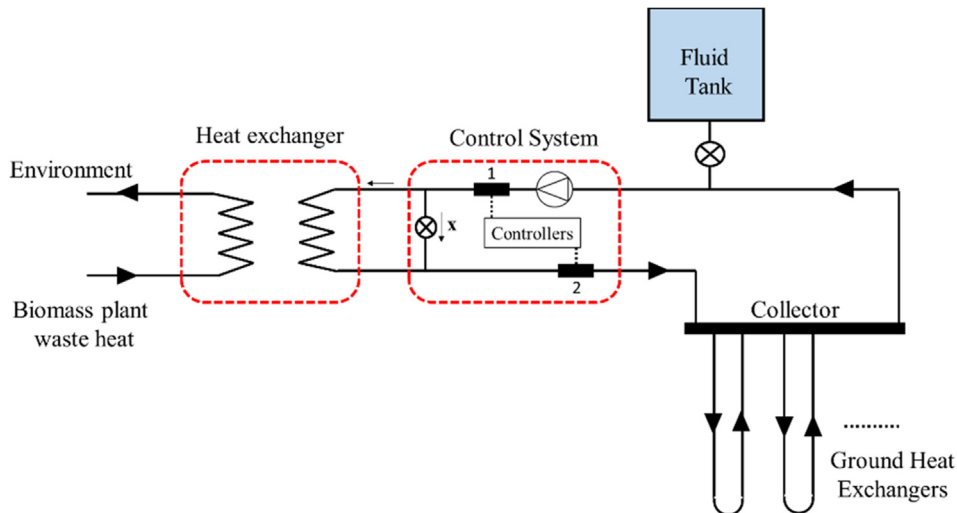 Fluid
Tank
Heat exchanger
Control System
Environment
1
x
Controllers
2
Biomass plant
waste heat
Collector
Ground Heat
Exchangers